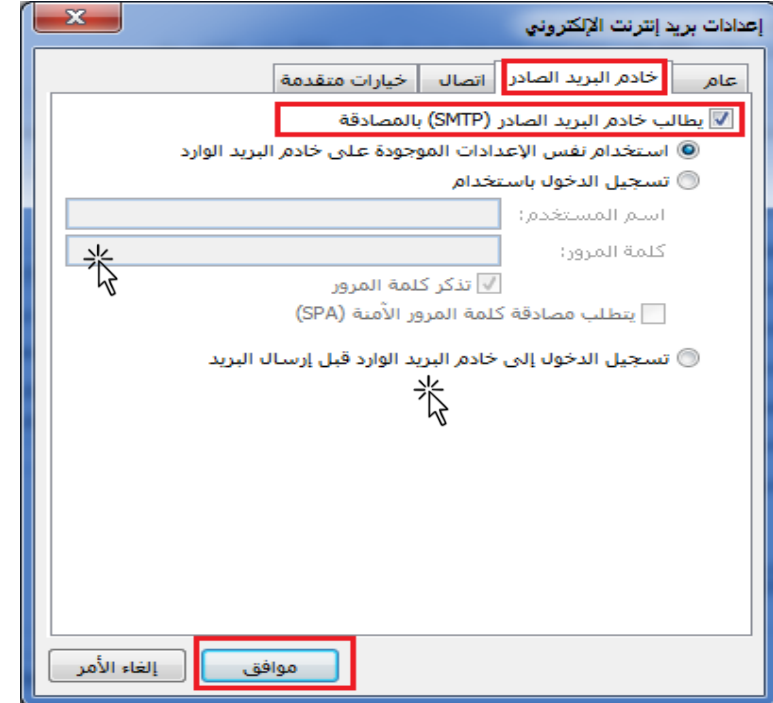 إعدادات بريد إنترنت الإلكتروني
عام
خادم البريد الصادر
اتصال
خيارات متقدمة
يطالب خادم البريد الصادر (SMTP) بالمصادقة
استخدام نفس الإعدادات الموجودة على خادم البريد الوارد
تسجيل الدخول باستخدام
اسم المستخدم:
كلمة المرور:
تذكر كلمة المرور
يتطلب مصادقة كلمة المرور الآمنة (SPA)
تسجيل الدخول إلى خادم البريد الوارد قبل إرسال البريد
موافق
إلغاء الأمر